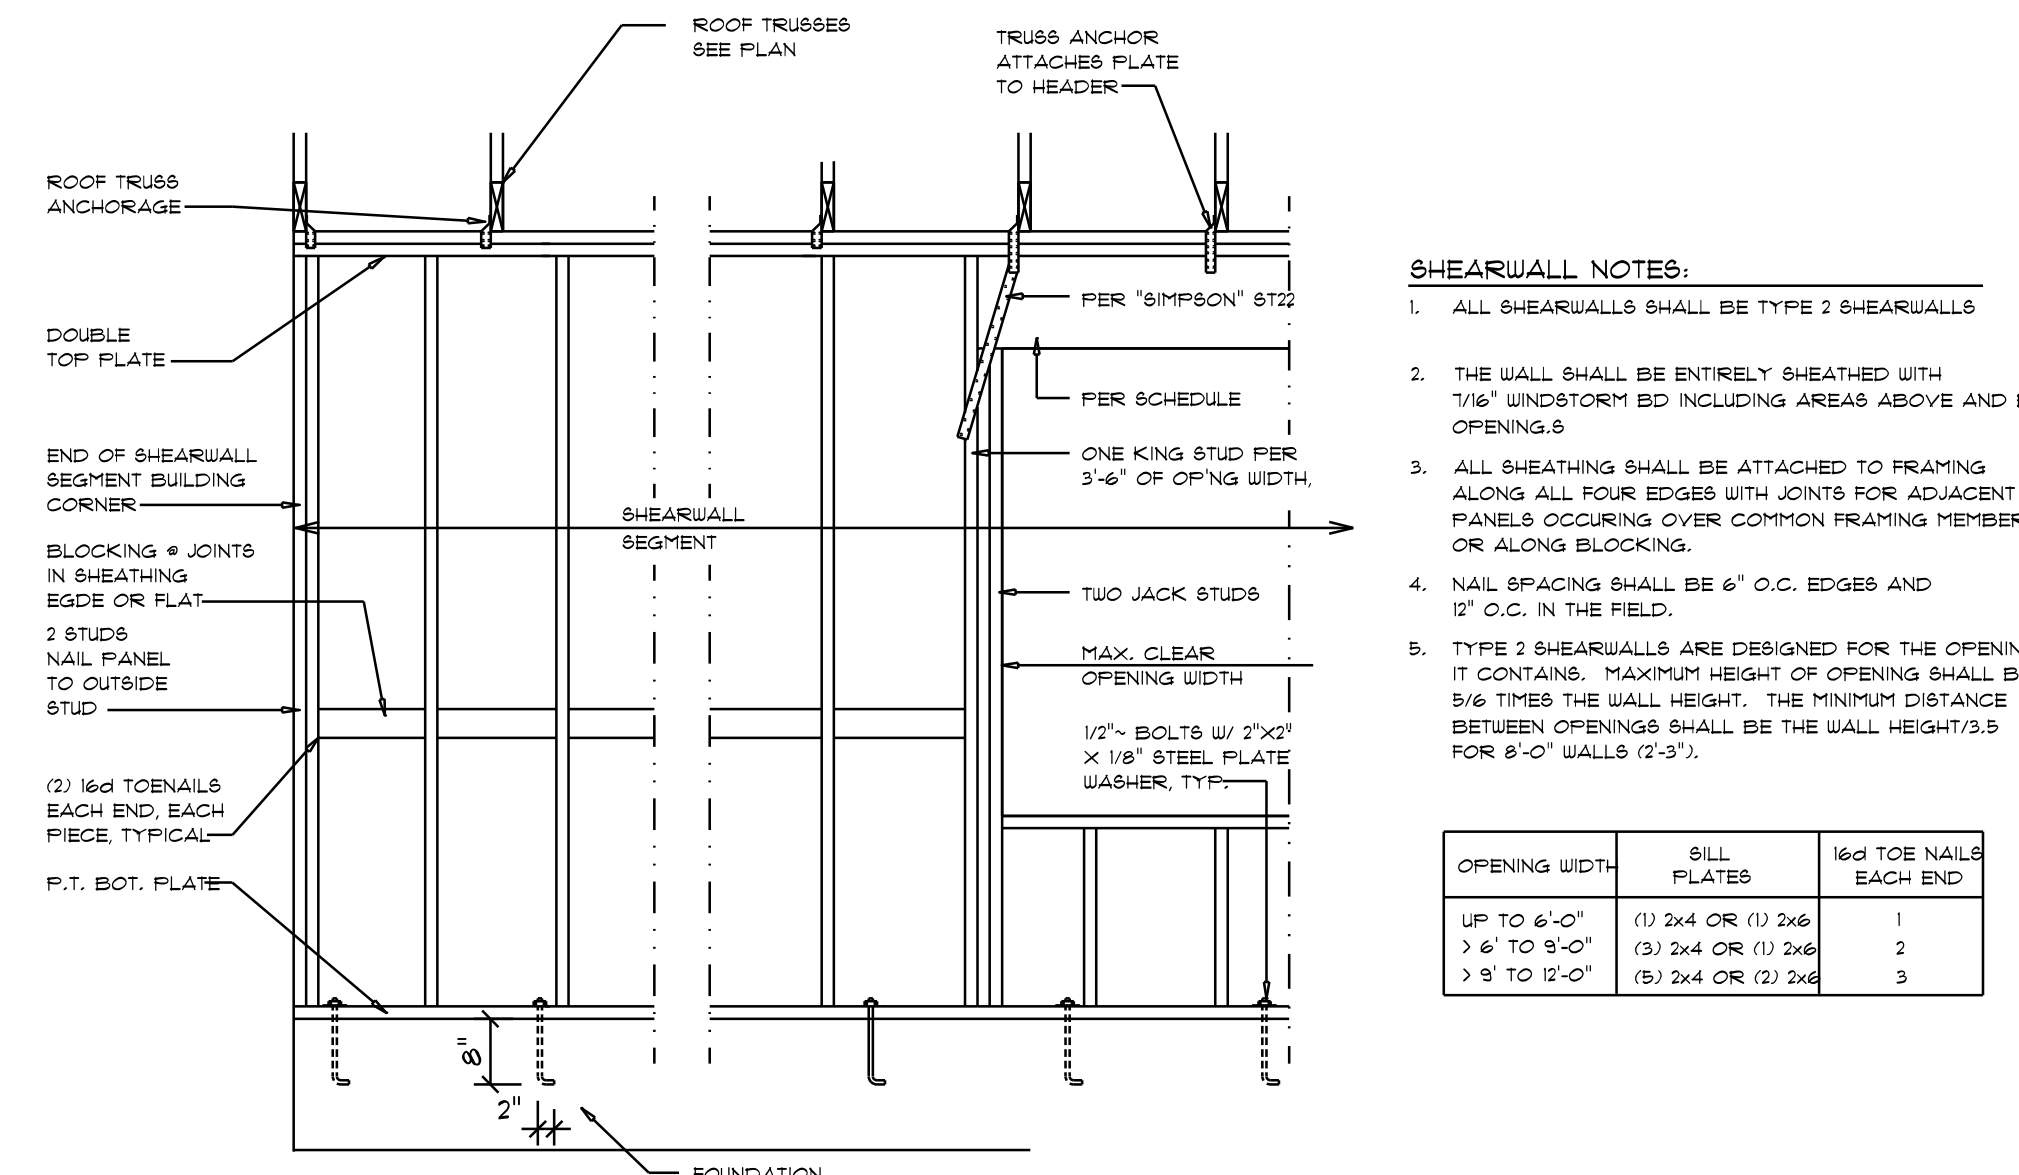 ROOF TRUSSES
SEE PLAN
TRUSS ANCHOR
ATTACHES PLATE
TO HEADER
ROOF TRUSS
ANCHORAGE
DOUBLE
TOP PLATE
END OF SHEARWALL
SEGMENT BUILDING
CORNER
BLOCKING @ JOINTS
IN SHEATHING
EGDE OR FLAT
2 STUDS
NAIL PANEL
TO OUTSIDE
STUD
(2) 16d TOENAILS
EACH END, EACH
PIECE, TYPICAL
P.T. BOT. PLATE
SHEARWALL
SEGMENT
PER "SIMPSON" ST22
PER SCHEDULE
ONE KING STUD PER
3'-6" OF OP'NG WIDTH,
TWO JACK STUDS
MAX. CLEAR
OPENING WIDTH
1/2"~ BOLTS W/ 2"X2"
X 1/8" STEEL PLATE
WASHER, TYP.
8"
2"
FOUNDATION
SHEARWALL NOTES:
1. ALL SHEARWALLS SHALL BE TYPE 2 SHEARWALLS
2. THE WALL SHALL BE ENTIRELY SHEATHED WITH
7/16" WINDSTORM BD INCLUDING AREAS ABOVE AND
OPENING.S
3. ALL SHEATHING SHALL BE ATTACHED TO FRAMING
ALONG ALL FOUR EDGES WITH JOINTS FOR ADJACENT
PANELS OCCURING OVER COMMON FRAMING MEMBER
OR ALONG BLOCKING.
4. NAIL SPACING SHALL BE 6" O.C. EDGES AND
12" O.C. IN THE FIELD.
5. TYPE 2 SHEARWALLS ARE DESIGNED FOR THE OPENIN
IT CONTAINS. MAXIMUM HEIGHT OF OPENING SHALL B
5/6 TIMES THE WALL HEIGHT. THE MINIMUM DISTANCE
BETWEEN OPENINGS SHALL BE THE WALL HEIGHT/3.5
FOR 8'-0" WALLS (2'-3").
OPENING WIDTH
SILL
PLATES
16d TOE NAILS
EACH END
UP TO 6'-0" (1) 2x4 OR (1) 2x6 1
> 6' TO 9'-0" (3) 2x4 OR (1) 2x6 2
> 9' TO 12'-0" (5) 2x4 OR (2) 2x6 3